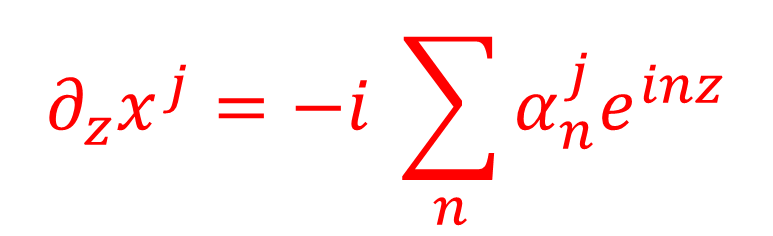 ∂_z x^j = −i ∑_n α_n^j e^{inz}